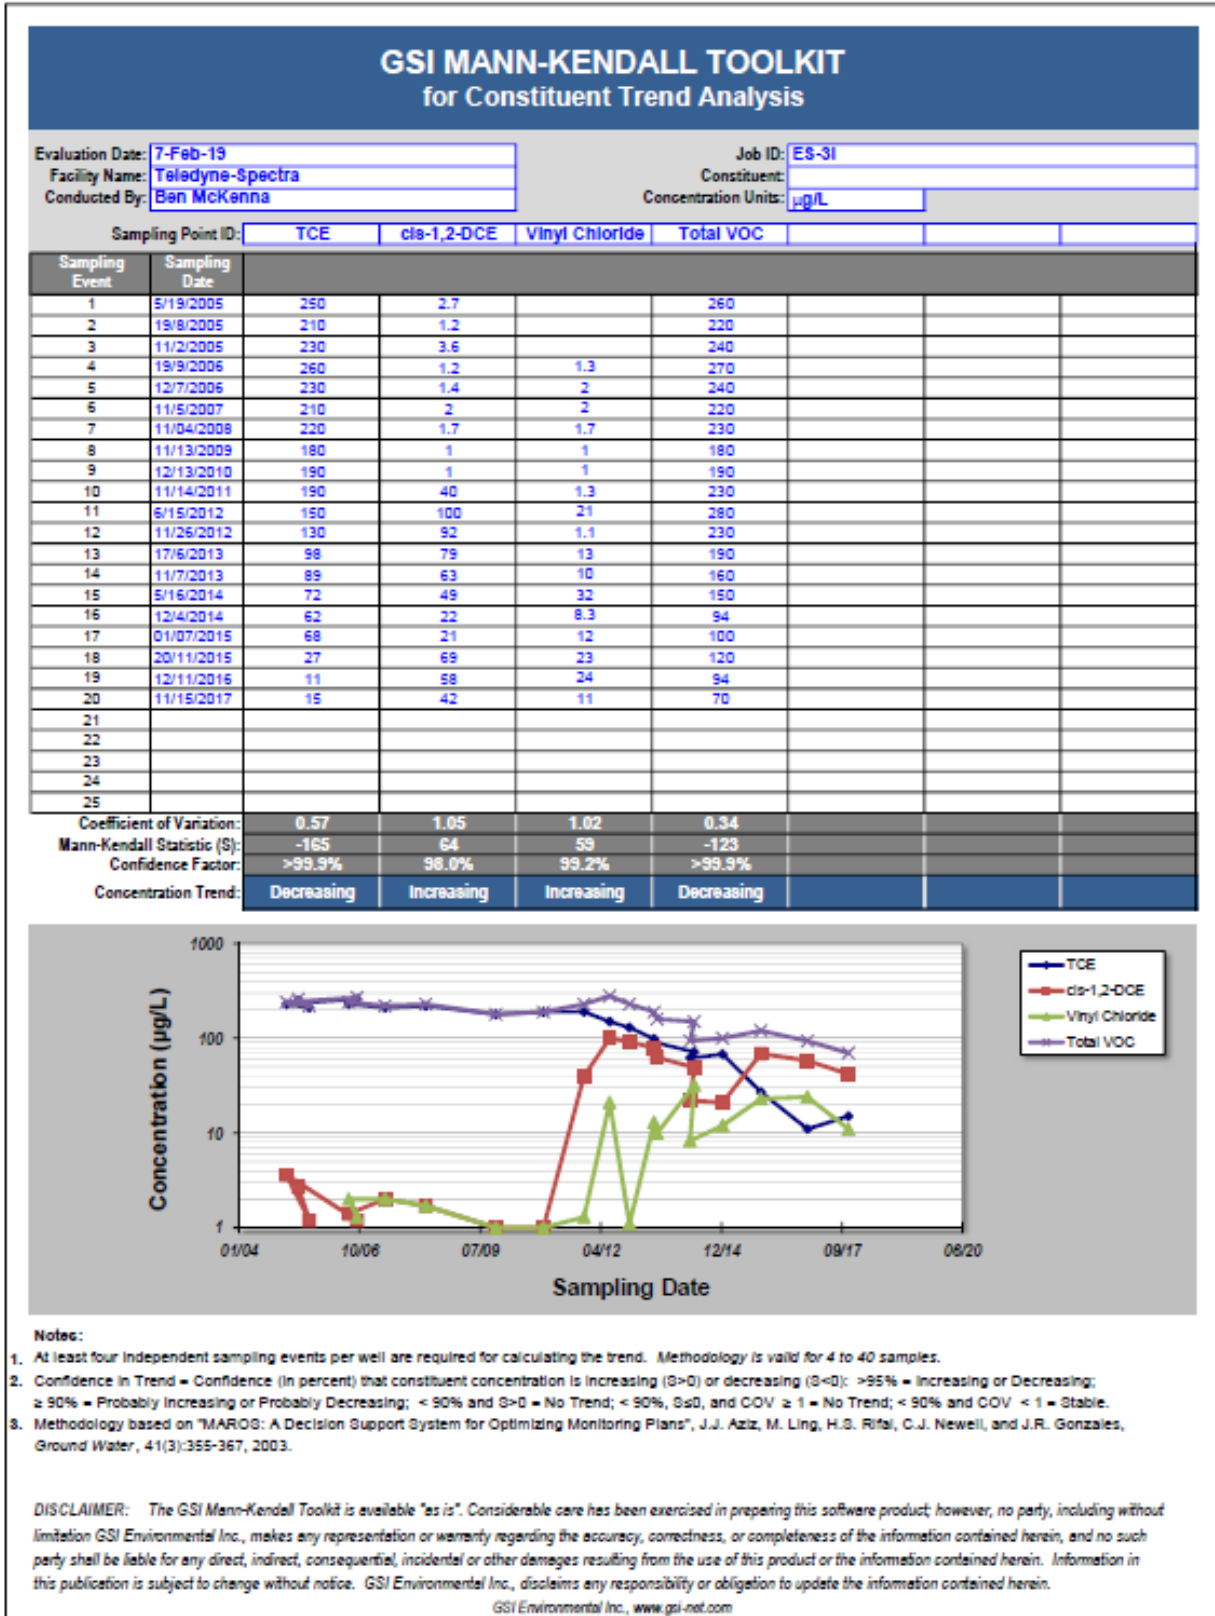 GSI MANN-KENDALL TOOLKIT
for Constituent Trend Analysis
Evaluation Date: 7-Feb-19 Job ID: ES-3I
Facility Name: Teledyne-Spectra Constituent:
Conducted By: Ben McKenna Concentration Units: µg/L
Sampling Point ID: TCE cis-1,2-DCE Vinyl Chloride Total VOC
Sampling Event Sampling Date
1 5/19/2005 250 2.7 260
2 19/8/2005 210 1.2 220
3 11/2/2005 230 3.6 240
4 19/9/2006 260 1.2 1.3 270
5 12/7/2006 230 1.4 2 240
6 11/5/2007 210 2 2 220
7 11/04/2008 220 1.7 1.7 230
8 11/13/2009 180 1 1 180
9 12/13/2010 190 1 1 190
10 11/14/2011 190 40 1.3 230
11 6/15/2012 150 100 21 280
12 11/26/2012 130 92 1.1 230
13 17/6/2013 98 79 13 190
14 11/7/2013 89 63 10 160
15 5/16/2014 72 49 32 150
16 12/4/2014 62 22 8.3 94
17 01/07/2015 68 21 12 100
18 20/11/2015 27 69 23 120
19 12/11/2016 11 58 24 94
20 11/15/2017 15 42 11 70
21
22
23
24
25
Coefficient of Variation: 0.57 1.05 1.02 0.34
Mann-Kendall Statistic (S): -165 64 59 -123
Confidence Factor: >99.9% 98.0% 99.2% >99.9%
Concentration Trend: Decreasing Increasing Increasing Decreasing
1000
100
10
1
Concentration (µg/L)
01/04 10/06 07/09 04/12 12/14 09/17 06/20
Sampling Date
TCE
cis-1,2-DCE
Vinyl Chloride
Total VOC
Notes:
1. At least four independent sampling events per well are required for calculating the trend. Methodology is valid for 4 to 40 samples.
2. Confidence in Trend = Confidence (in percent) that constituent concentration is increasing (S>0) or decreasing (S<0): >95% = Increasing or Decreasing;
≥ 90% = Probably Increasing or Probably Decreasing; < 90% and S>0 = No Trend; < 90%, S≤0, and COV ≥ 1 = No Trend; < 90% and COV < 1 = Stable.
3. Methodology based on "MAROS: A Decision Support System for Optimizing Monitoring Plans", J.J. Aziz, M. Ling, H.S. Rifai, C.J. Newell, and J.R. Gonzales,
Ground Water, 41(3):355-367, 2003.
DISCLAIMER: The GSI Mann-Kendall Toolkit is available "as is". Considerable care has been exercised in preparing this software product; however, no party, including without
limitation GSI Environmental Inc., makes any representation or warranty regarding the accuracy, correctness, or completeness of the information contained herein, and no such
party shall be liable for any direct, indirect, consequential, incidental or other damages resulting from the use of this product or the information contained herein. Information in
this publication is subject to change without notice. GSI Environmental Inc., disclaims any responsibility or obligation to update the information contained herein.
GSI Environmental Inc., www.gsi-net.com